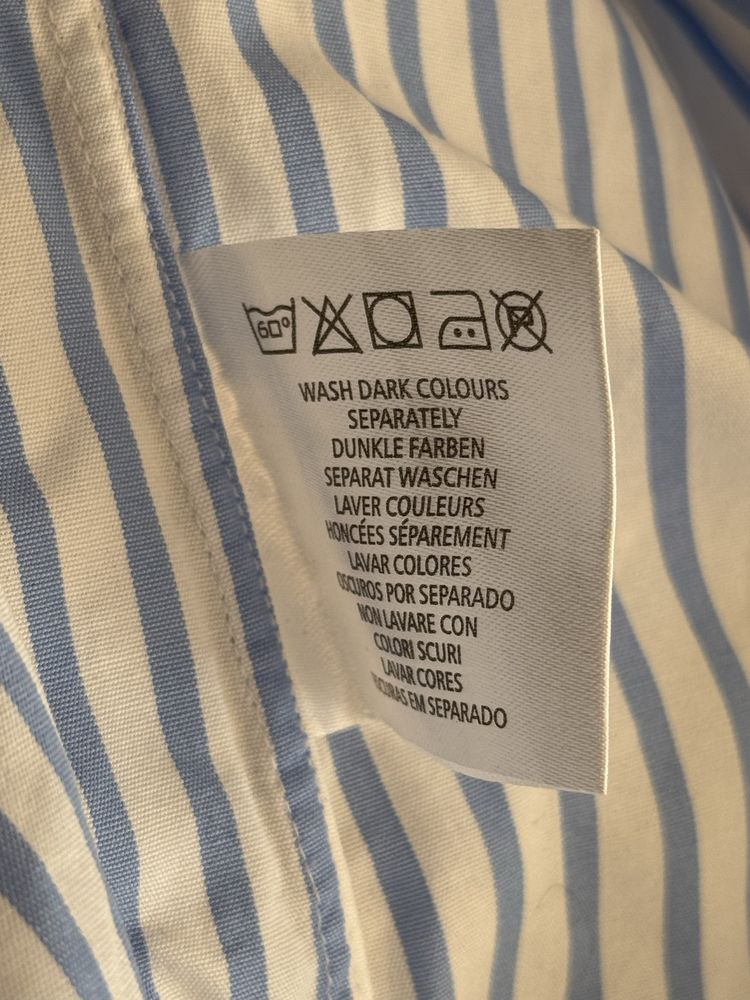 60°
P
WASH DARK COLOURS
SEPARATELY
DUNKLE FARBEN
SEPARAT WASCHEN
LAVER COULEURS
FONCÉES SÉPAREMENT
LAVAR COLORES
OSCUROS POR SEPARADO
NON LAVARE CON
COLORI SCURI
LAVAR CORES
ESCURAS EM SEPARADO